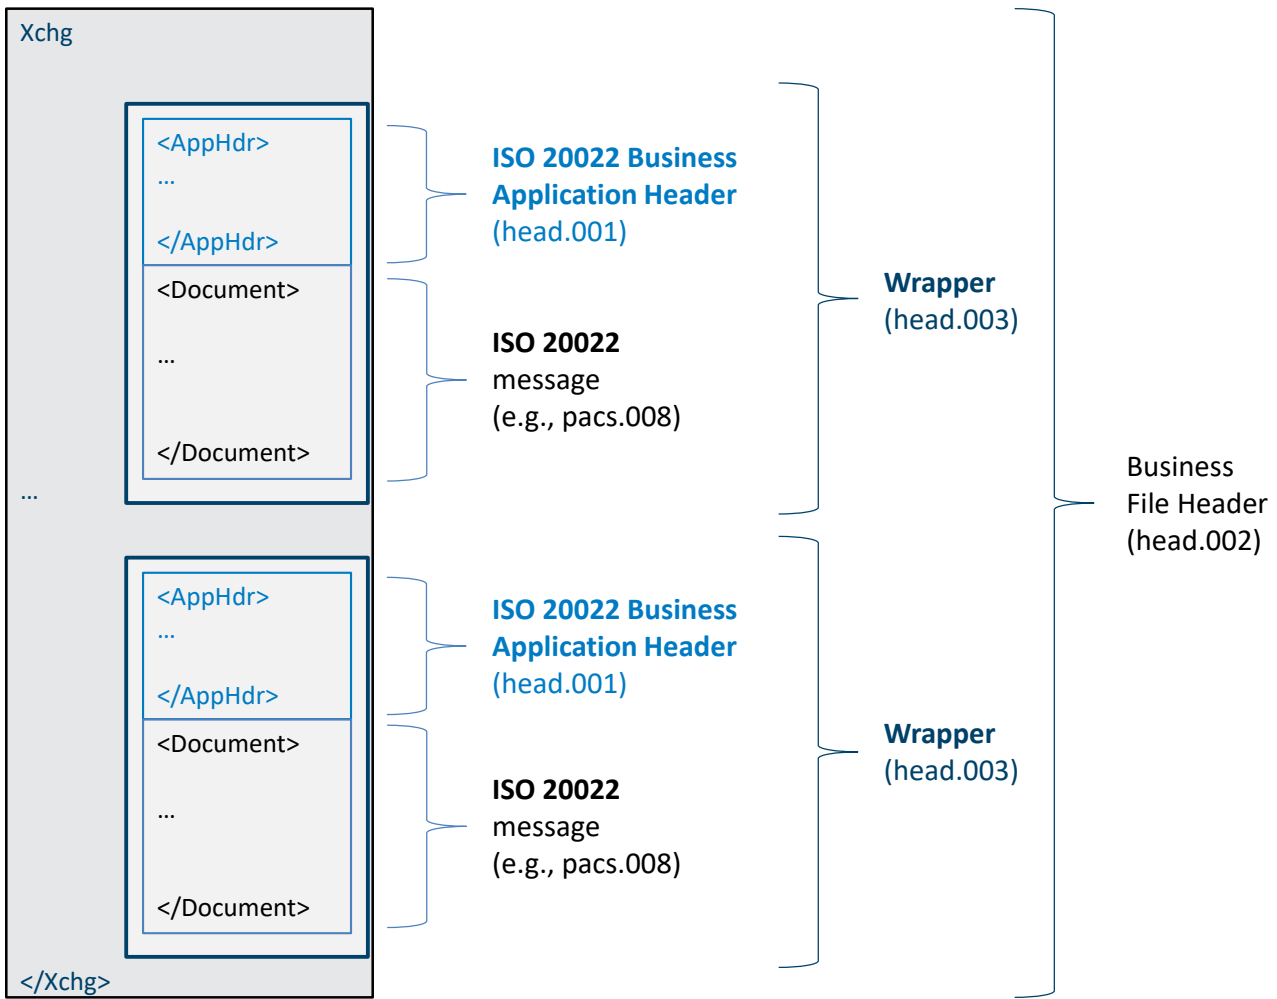 Xchg
<AppHdr>
...
</AppHdr>
<Document>
...
</Document>
ISO 20022 Business
Application Header
(head.001)
ISO 20022
message
(e.g., pacs.008)
Wrapper
(head.003)
...
<AppHdr>
...
</AppHdr>
<Document>
...
</Document>
ISO 20022 Business
Application Header
(head.001)
ISO 20022
message
(e.g., pacs.008)
Wrapper
(head.003)
Business
File Header
(head.002)
</Xchg>